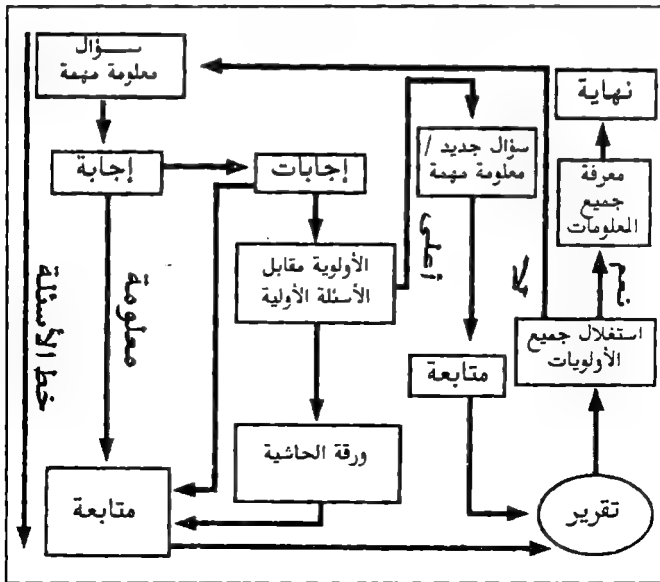 ســـؤال
معلومة مهمة
نهاية
إجابة
إجابات
سؤال جديد /
معلومة مهمة
معرفة
جميع
المعلومات
الأولوية مقابل
الأسئلة الأولية
أعلى
لا
نعم
معلومة
خط الأسئلة
استغلال جميع
الأولويات
متابعة
ورقة الحاشية
متابعة
تقرير